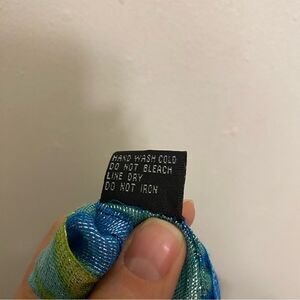 HAND WASH COLD
DO NOT BLEACH
LINE DRY
DO NOT IRON